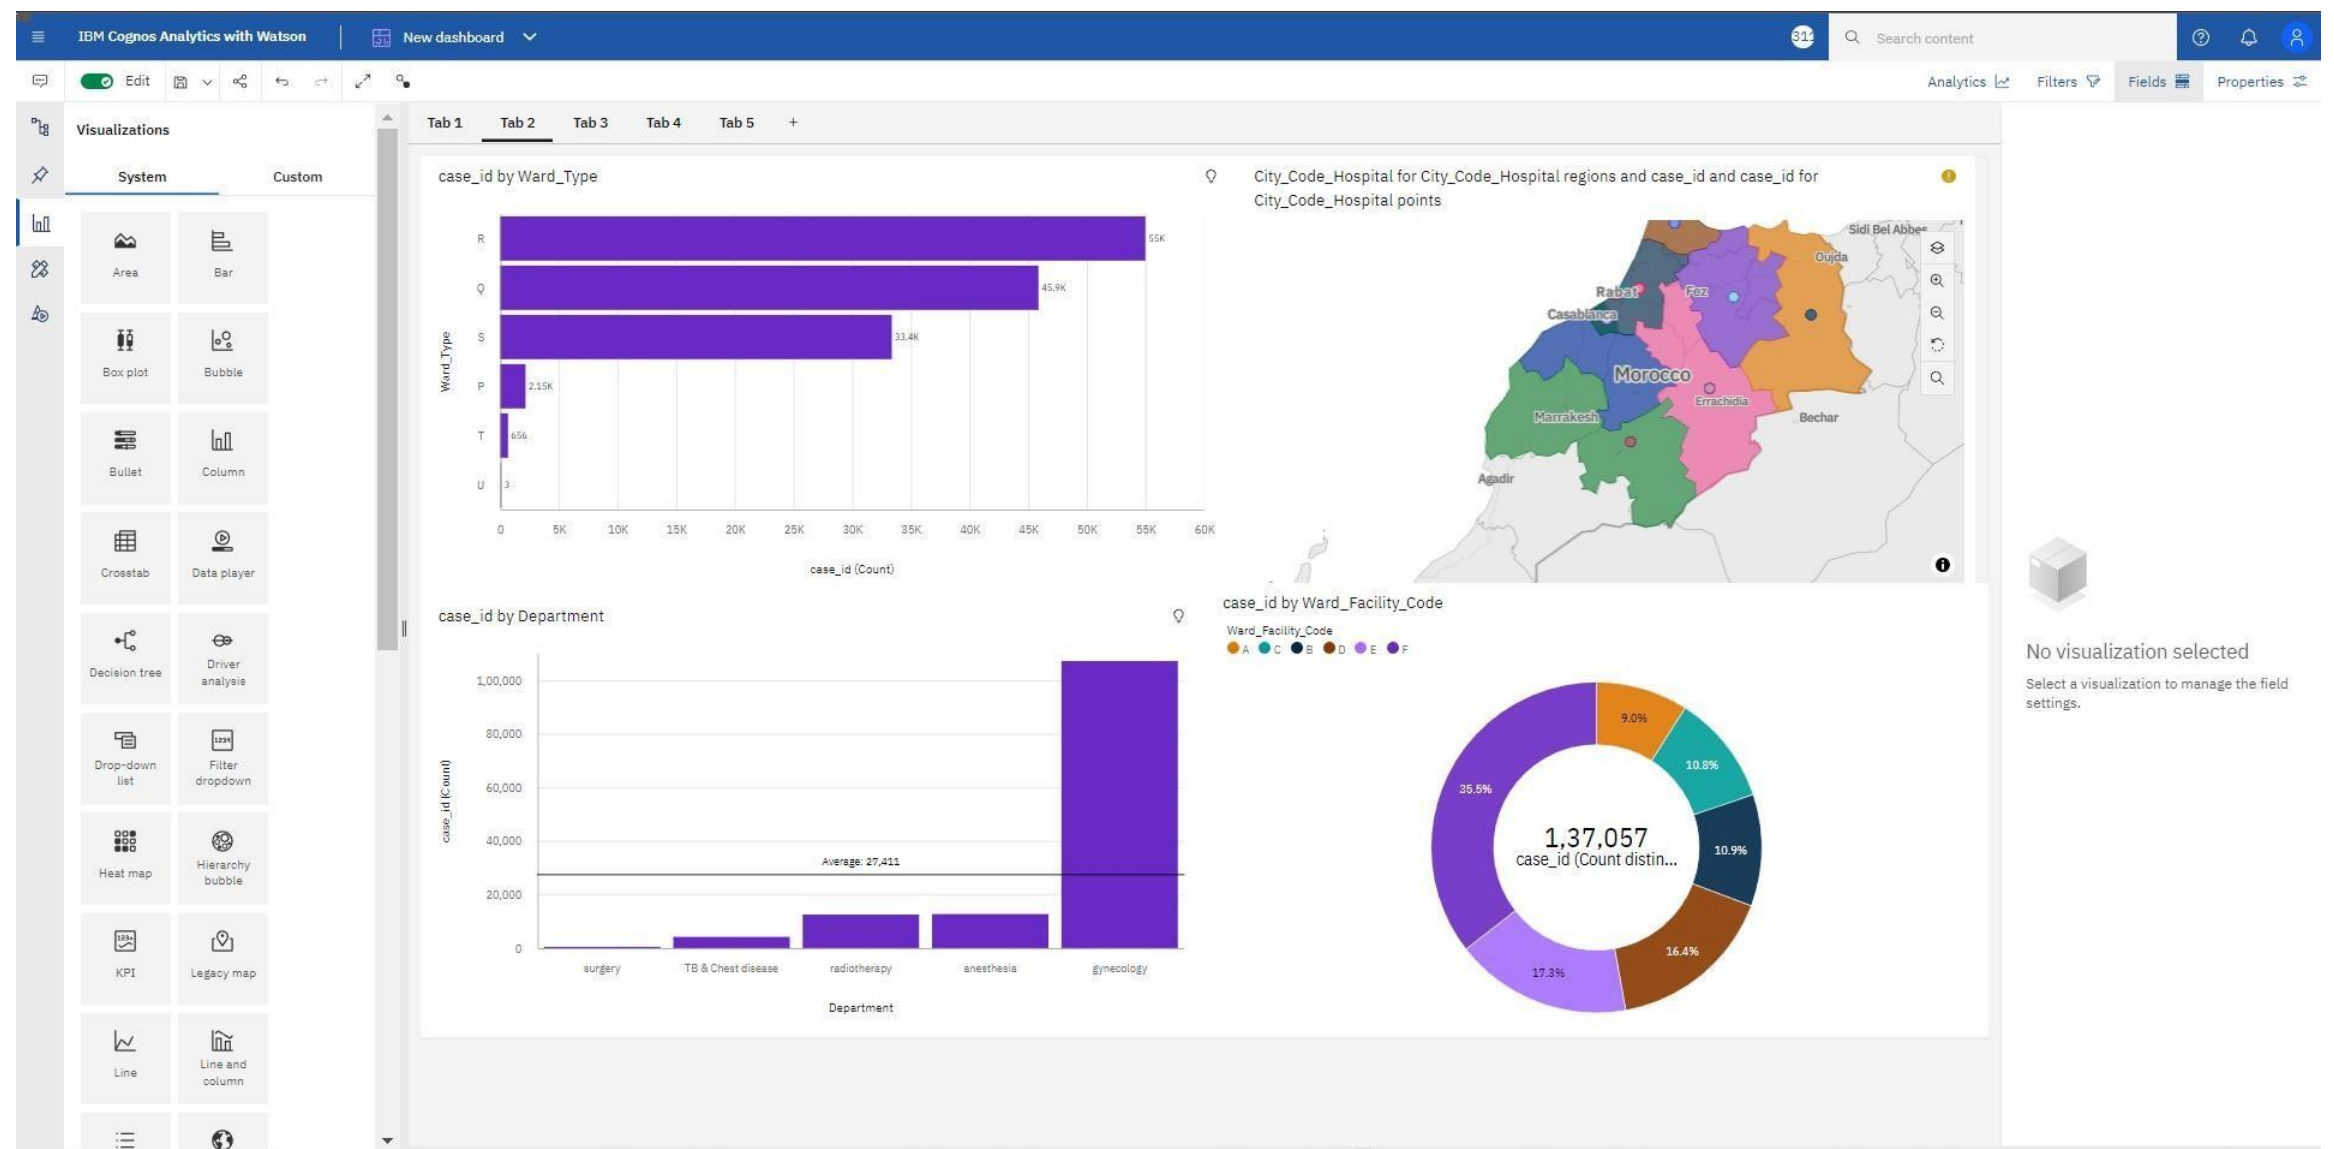 IBM Cognos Analytics with Watson
New dashboard
311
Search content
Edit
Analytics
Filters
Fields
Properties
Visualizations
System
Custom
Area
Bar
Box plot
Bubble
Bullet
Column
Crosstab
Data player
Decision tree
Driver
analysis
Drop-down
list
Filter
dropdown
Heat map
Hierarchy
bubble
KPI
Legacy map
Line
Line and
column
Tab 1
Tab 2
Tab 3
Tab 4
Tab 5
+
case_id by Ward_Type
Ward_Type
R
55K
Q
45.9K
S
33.4K
P
2.15K
T
656
U
3
0 5K 10K 15K 20K 25K 30K 35K 40K 45K 50K 55K 60K
case_id (Count)
City_Code_Hospital for City_Code_Hospital regions and case_id and case_id for
City_Code_Hospital points
Sidi Bel Abbes
Oujda
Rabat
Fez
Casablanca
Morocco
Errachidia
Marrakesh
Bechar
Agadir
case_id by Department
case_id (Count)
1,00,000
80,000
60,000
40,000
20,000
0
Average: 27,411
surgery
TB & Chest disease
radiotherapy
anesthesia
gynecology
Department
case_id by Ward_Facility_Code
Ward_Facility_Code
A C B D E F
9.0%
10.8%
10.9%
16.4%
17.3%
35.5%
1,37,057
case_id (Count distin...
No visualization selected
Select a visualization to manage the field
settings.